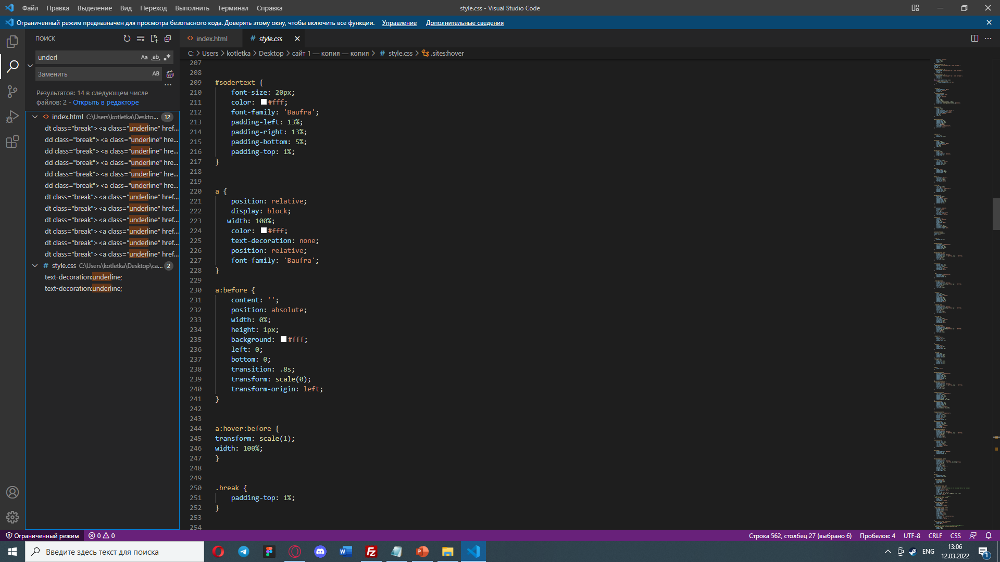 Файл Правка Выделение Вид Переход Выполнить Терминал Справка
style.css - Visual Studio Code
Ограниченный режим предназначен для просмотра безопасного кода. Доверять этому окну, чтобы включить все функции. Управление Дополнительные сведения
ПОИСК
underl
Aa ab
Заменить
AB
Результатов: 14 в следующем числе
файлов: 2 - Открыть в редакторе
index.html C:\Users\kotletka\Deskto... 12
dt class="break"><a class="underline" href...
dd class="break"><a class="underline" hre...
dd class="break"><a class="underline" hre...
dd class="break"><a class="underline" hre...
dd class="break"><a class="underline" hre...
dd class="break"><a class="underline" hre...
dt class="break"><a class="underline" href...
dt class="break"><a class="underline" href...
dt class="break"><a class="underline" href...
dt class="break"><a class="underline" href...
dt class="break"><a class="underline" href...
dt class="break"><a class="underline" href...
# style.css C:\Users\kotletka\Desktop\ca... 2
text-decoration:underline;
text-decoration:underline;
index.html # style.css
C: > Users > kotletka > Desktop > сайт 1 — копия — копия > # style.css > .sites:hover
207
208
209 #sodertext {
210 font-size: 20px;
211 color: #fff;
212 font-family: 'Baufra';
213 padding-left: 13%;
214 padding-right: 13%;
215 padding-bottom: 5%;
216 padding-top: 1%;
217 }
218
219
220 a {
221 position: relative;
222 display: block;
223 width: 100%;
224 color: #fff;
225 text-decoration: none;
226 position: relative;
227 font-family: 'Baufra';
228 }
229
230 a:before {
231 content: '';
232 position: absolute;
233 width: 0%;
234 height: 1px;
235 background: #fff;
236 left: 0;
237 bottom: 0;
238 transition: .8s;
239 transform: scale(0);
240 transform-origin: left;
241 }
242
243
244 a:hover:before {
245 transform: scale(1);
246 width: 100%;
247 }
248
249
250 .break {
251 padding-top: 1%;
252 }
253
254
Ограниченный режим 0 0
Строка 562, столбец 27 (выбрано 6) Пробелов: 4 UTF-8 CRLF CSS
Введите здесь текст для поиска
ENG
13:06
12.03.2022
1